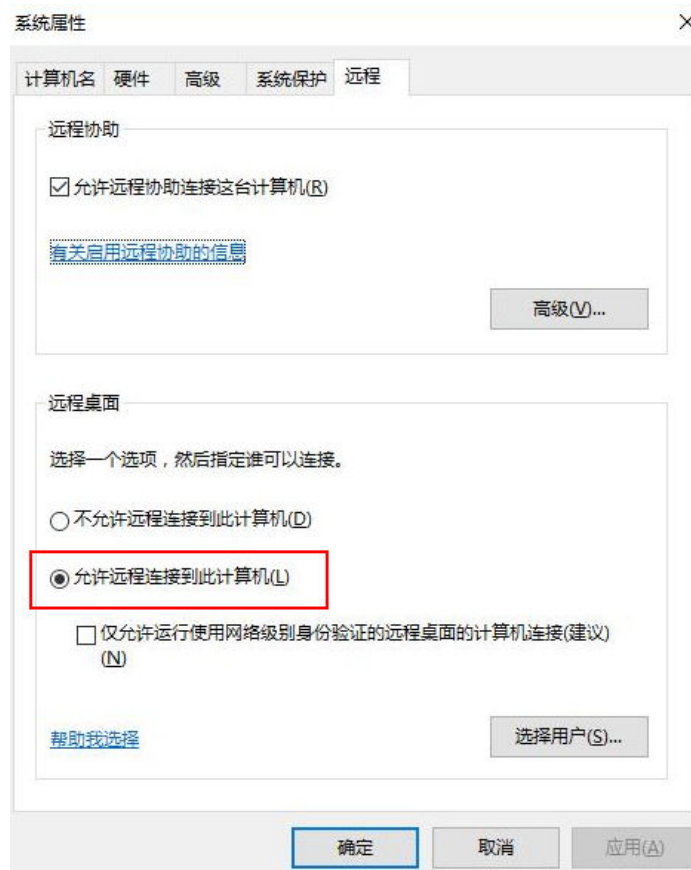 系统属性
计算机名 硬件 高级 系统保护 远程
远程协助
允许远程协助连接这台计算机(R)
有关启用远程协助的信息
高级(V)...
远程桌面
选择一个选项，然后指定谁可以连接。
不允许远程连接到此计算机(D)
允许远程连接到此计算机(L)
仅允许运行使用网络级别身份验证的远程桌面的计算机连接(建议)
(N)
帮助我选择 选择用户(S)...
确定 取消 应用(A)